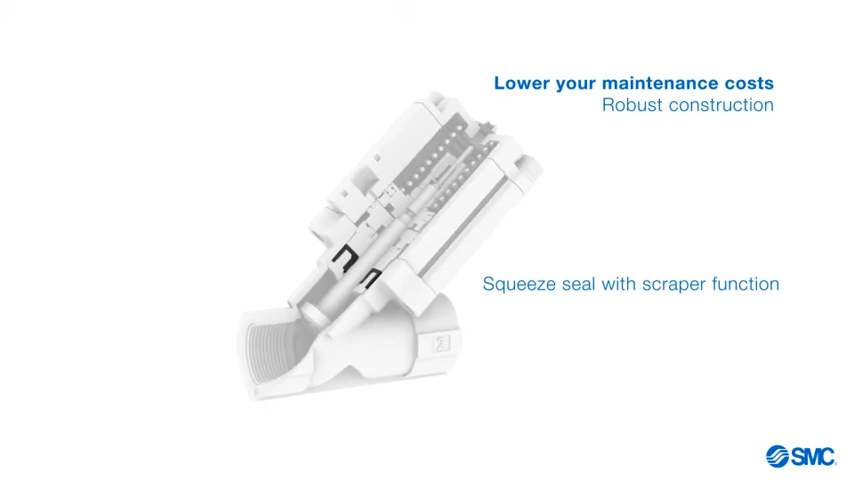 Lower your maintenance costs
Robust construction
Squeeze seal with scraper function
SMC